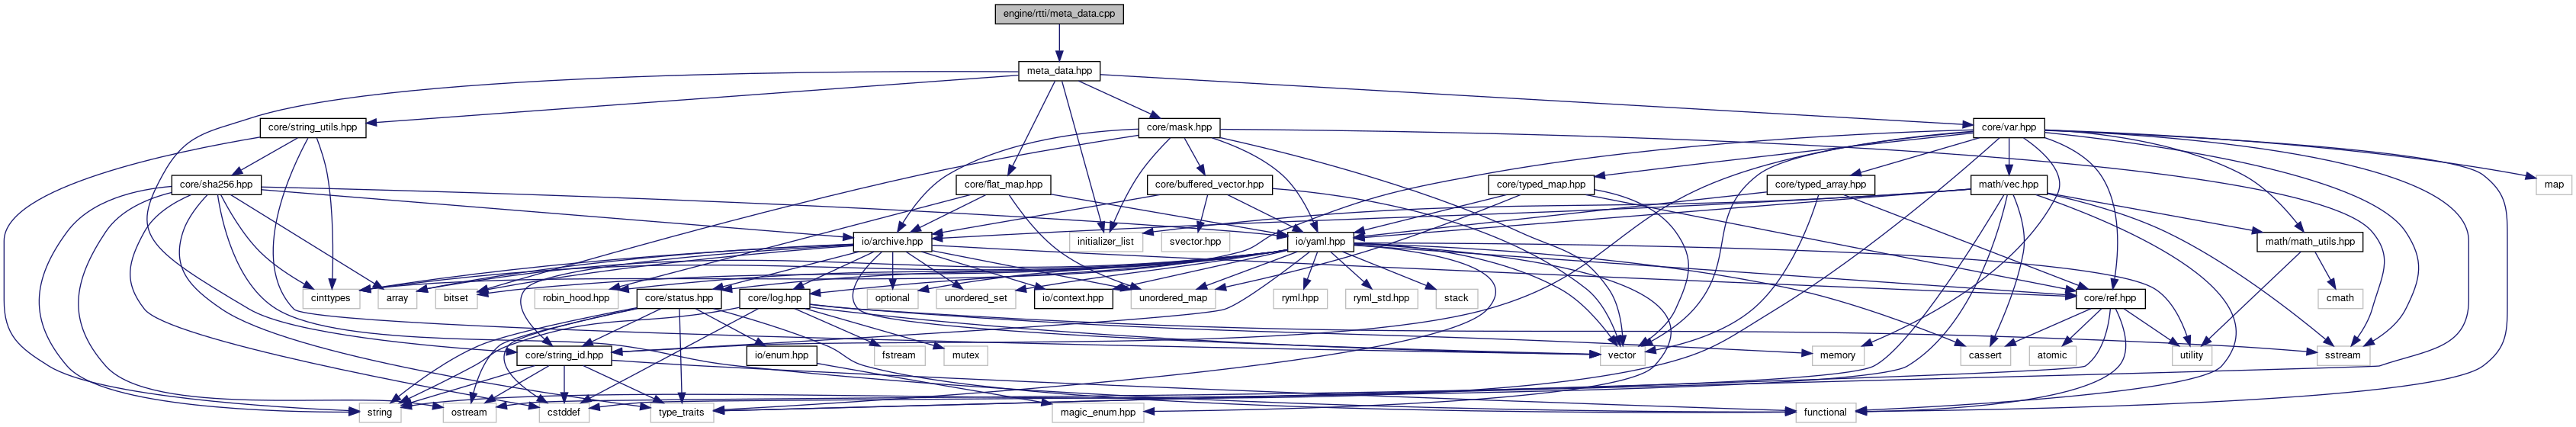 engine/rtti/meta_data.cpp
meta_data.hpp
core/string_utils.hpp
core/mask.hpp
core/var.hpp
core/sha256.hpp
core/flat_map.hpp
core/buffered_vector.hpp
core/typed_map.hpp
core/typed_array.hpp
math/vec.hpp
map
io/archive.hpp
initializer_list
svector.hpp
io/yaml.hpp
math/math_utils.hpp
cinttypes
array
bitset
robin_hood.hpp
core/status.hpp
core/log.hpp
optional
unordered_set
io/context.hpp
unordered_map
ryml.hpp
ryml_std.hpp
stack
core/ref.hpp
cmath
core/string_id.hpp
io/enum.hpp
fstream
mutex
vector
memory
cassert
atomic
utility
sstream
string
ostream
cstddef
type_traits
magic_enum.hpp
functional